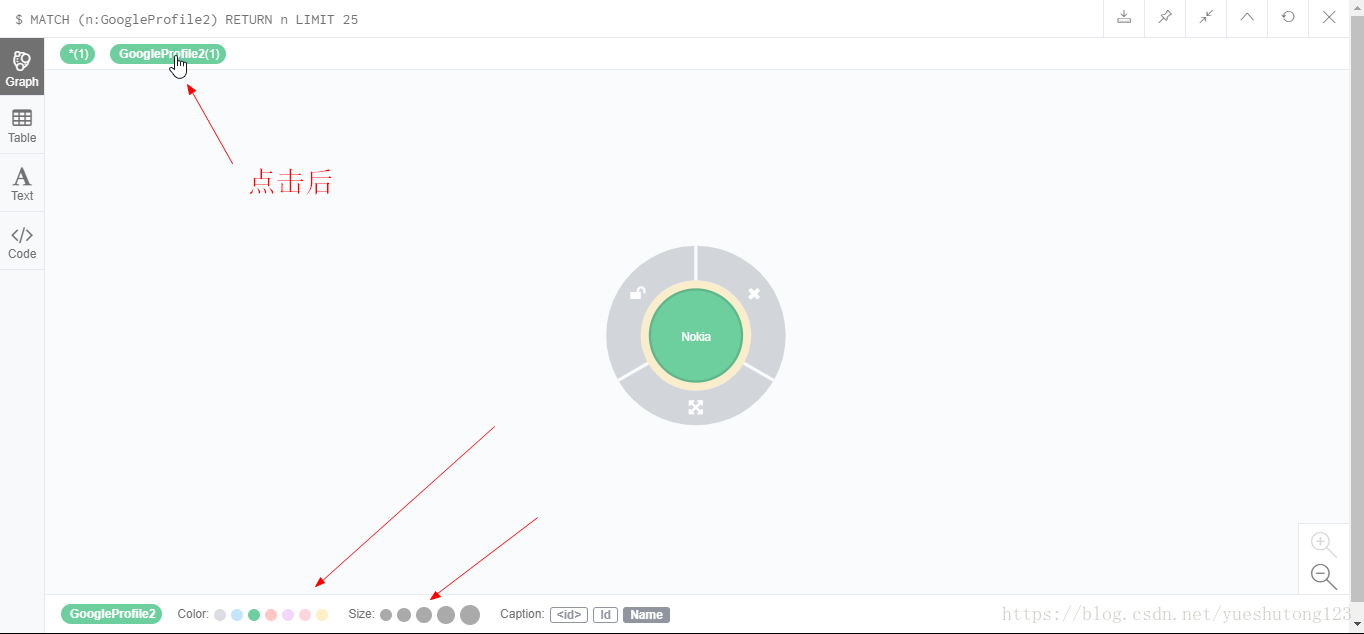 $ MATCH (n:GoogleProfile2) RETURN n LIMIT 25
*(1) GoogleProfile2(1)
Graph
Table
Text
Code
点击后
Nokia
GoogleProfile2 Color: Size: Caption: <id> Id Name
https://blog.csdn.net/yueshutong123